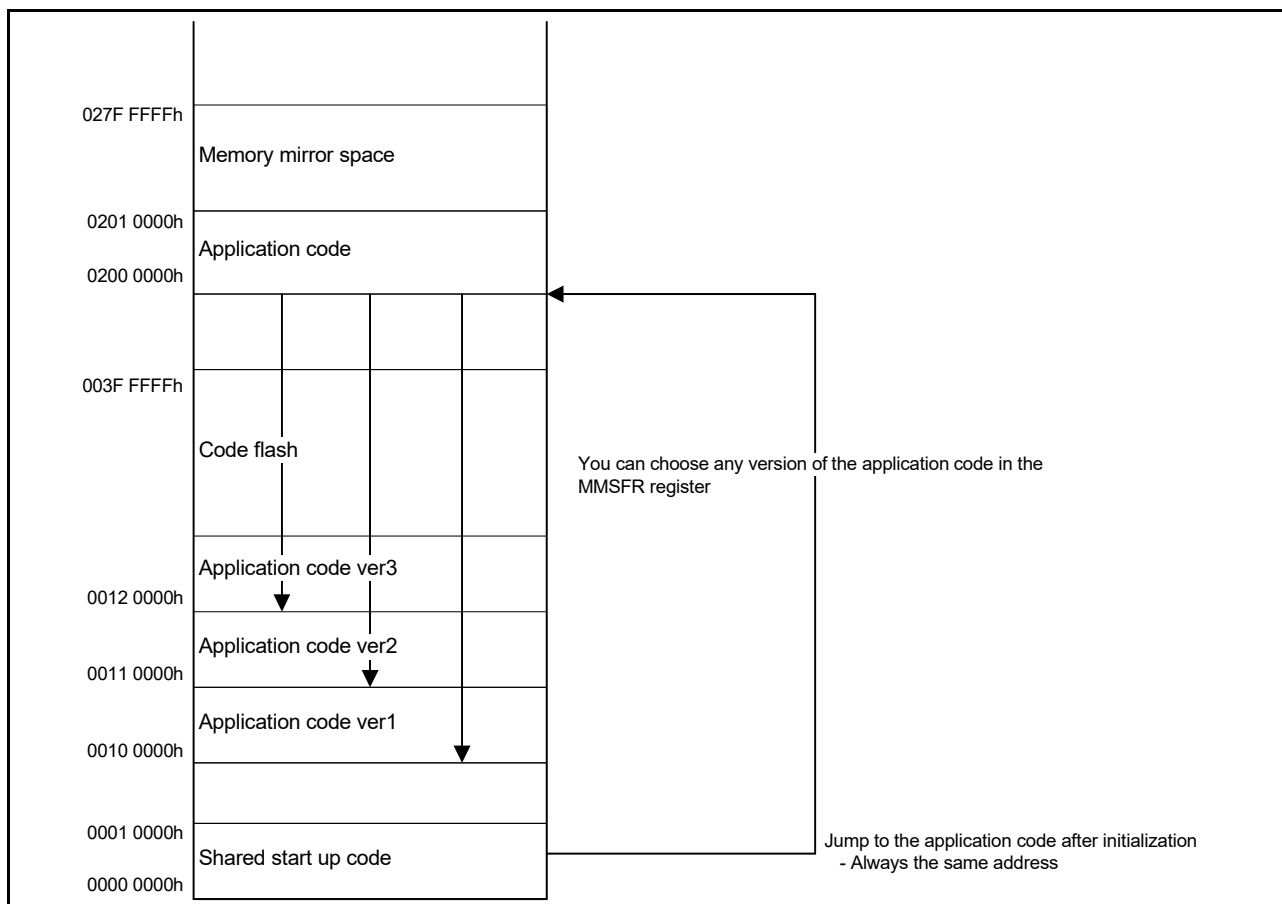 027F FFFFh
Memory mirror space
0201 0000h
Application code
0200 0000h
003F FFFFh
Code flash
You can choose any version of the application code in the
MMSFR register
Application code ver3
0012 0000h
Application code ver2
0011 0000h
Application code ver1
0010 0000h
0001 0000h
Jump to the application code after initialization
Shared start up code
- Always the same address
0000 0000h